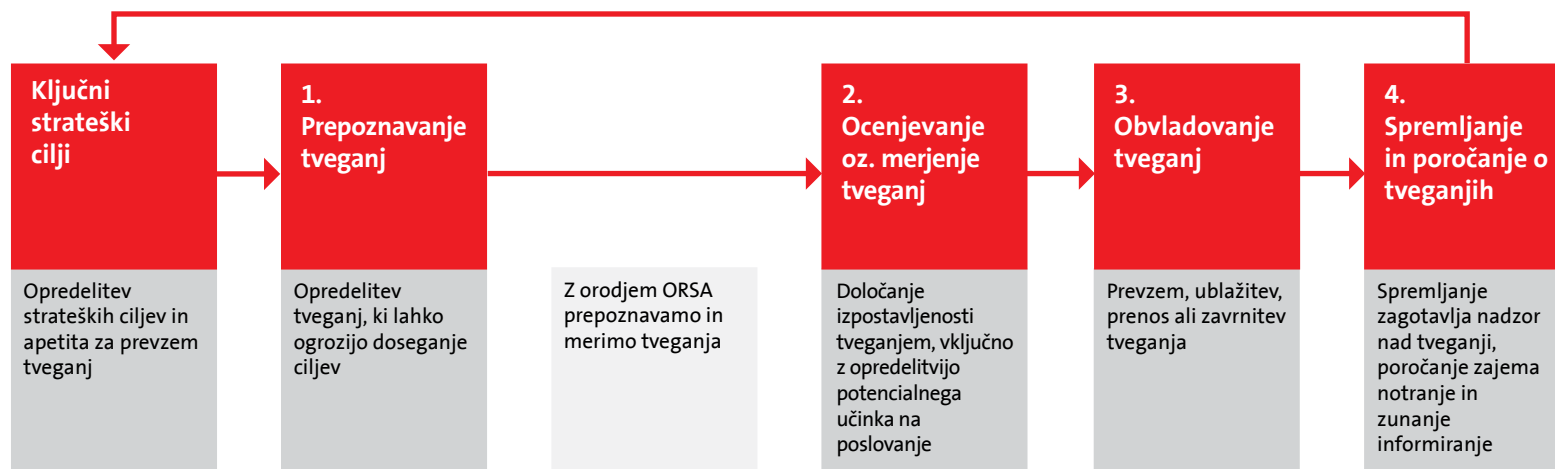 Ključni
strateški
cilji
Opredelitev
strateških ciljev in
apetita za prevzem
tveganj
1.
Prepoznavanje
tveganj
Opredelitev
tveganj, ki lahko
ogrozijo doseganje
ciljev
Z orodjem ORSA
prepoznavamo in
merimo tveganja
2.
Ocenjevanje
oz. merjenje
tveganj
Določanje
izpostavljenosti
tveganjem, vključno
z opredelitvijo
potencialnega
učinka na
poslovanje
3.
Obvladovanje
tveganj
Prevzem, ublažitev,
prenos ali zavrnitev
tveganja
4.
Spremljanje
in poročanje o
tveganjih
Spremljanje
zagotavlja nadzor
nad tveganji,
poročanje zajema
notranje in
zunanje
informiranje